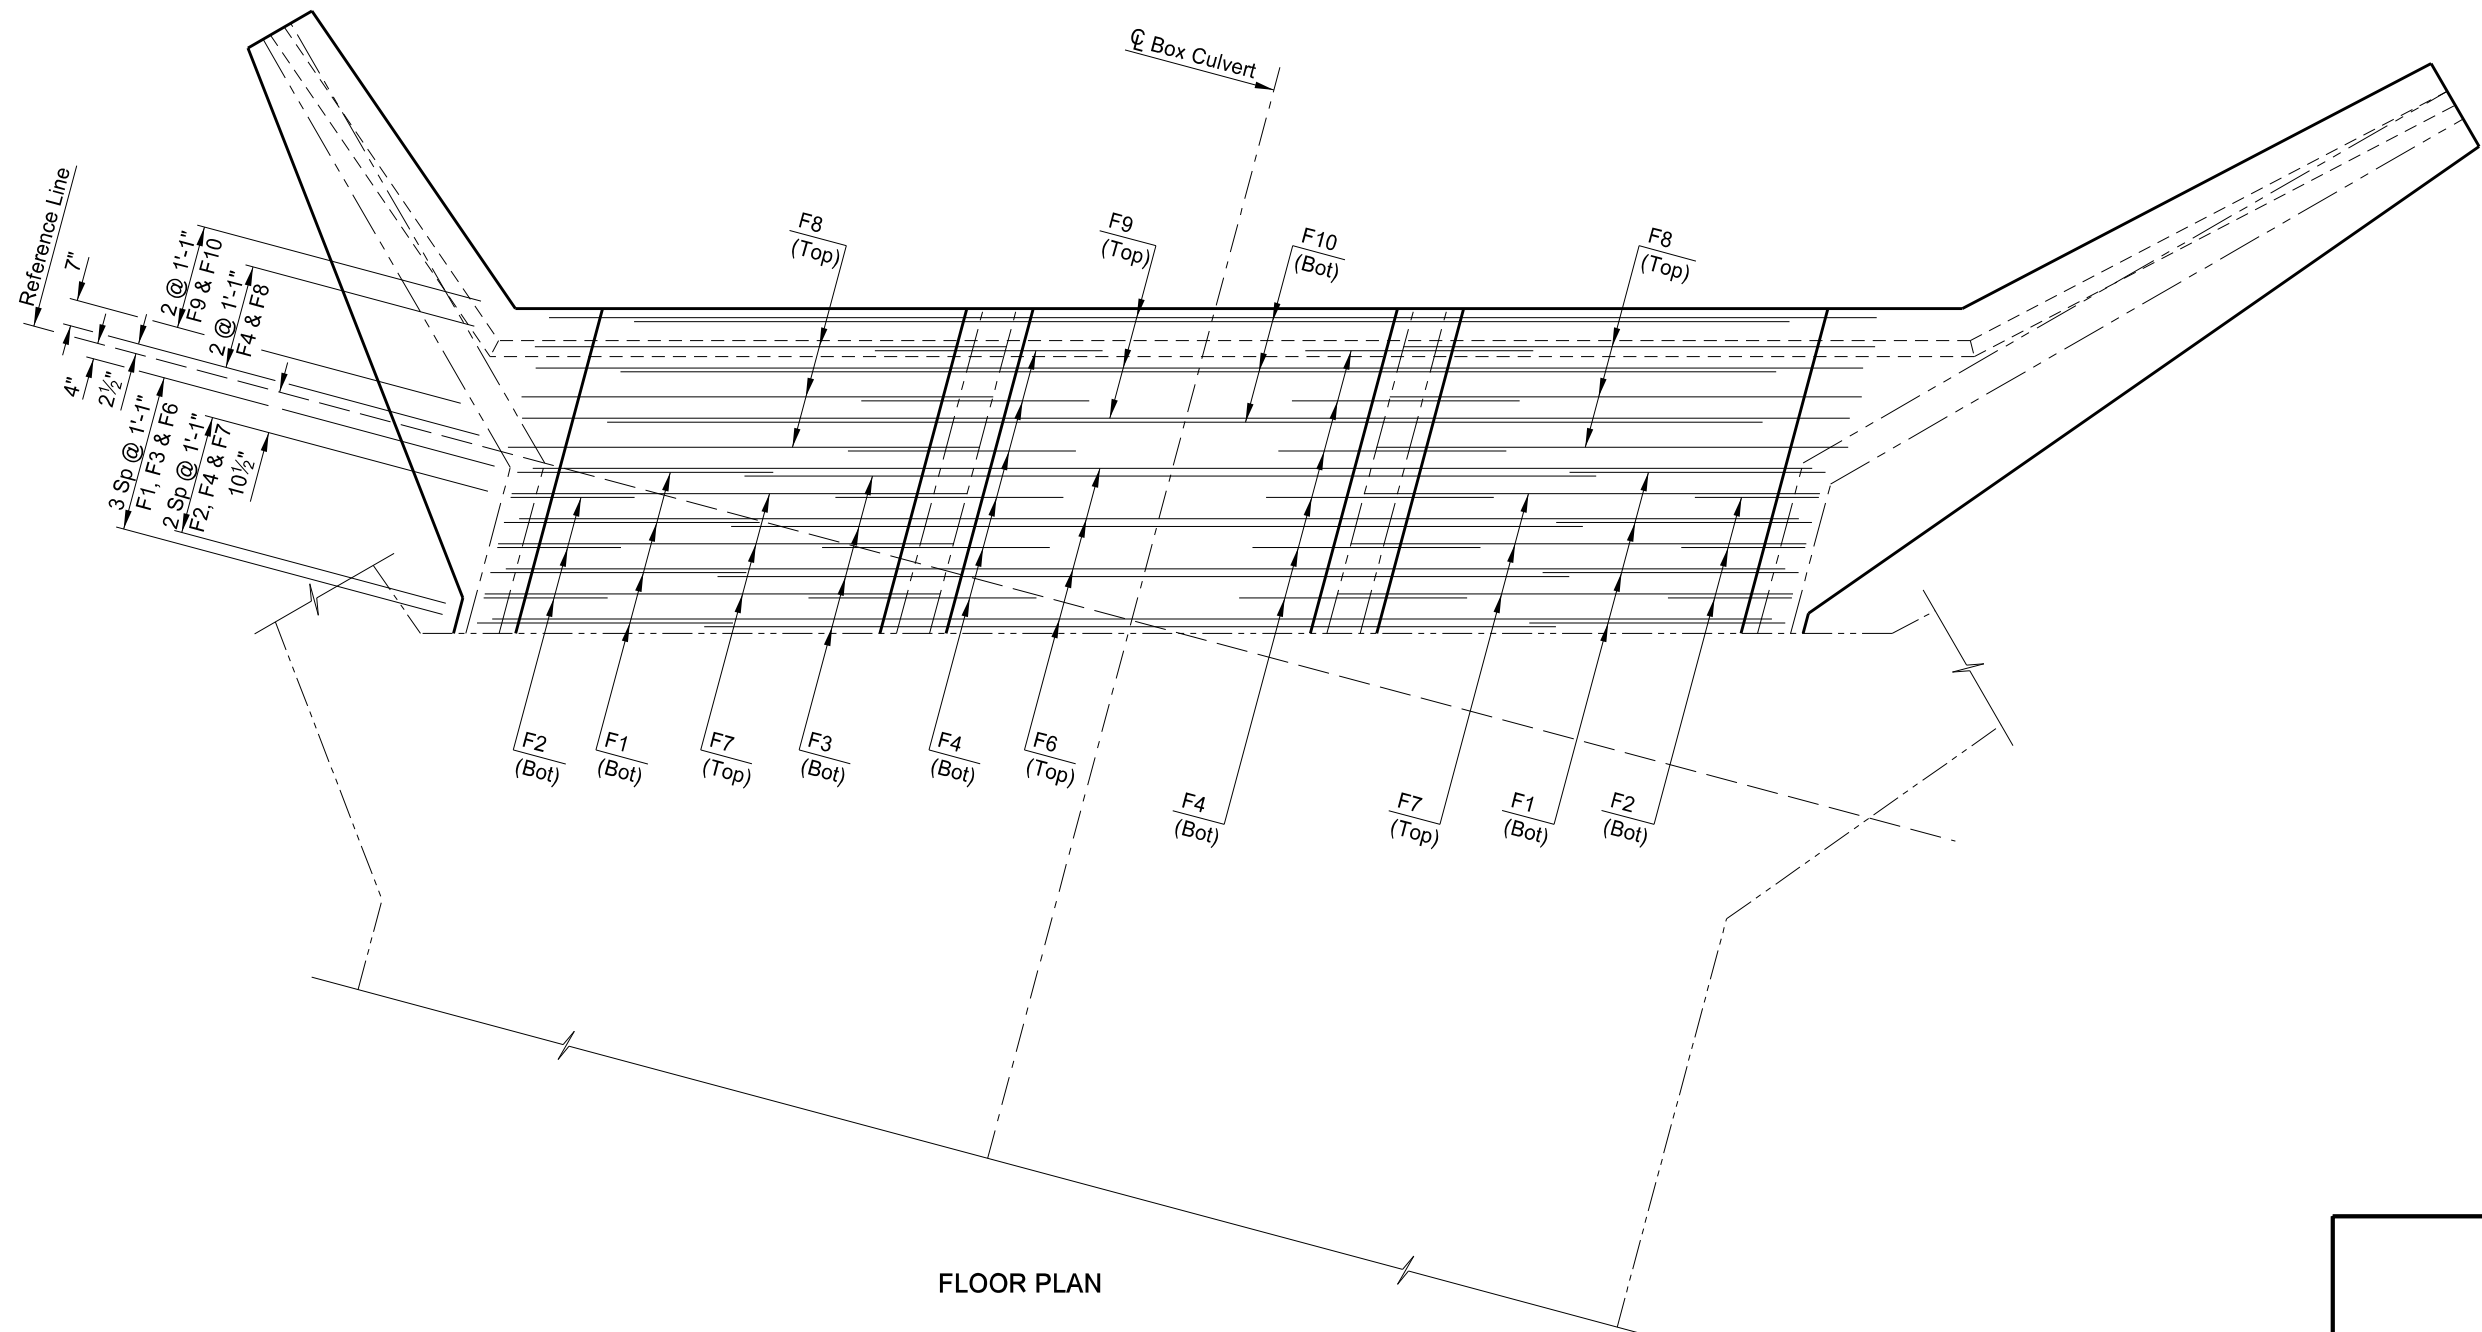 ℄ Box Culvert
Reference Line
7"
2 @ 1'-1"
F9 & F10
2 @ 1'-1"
F4 & F8
4"
2½"
3 Sp @ 1'-1"
F1, F3 & F6
2 Sp @ 1'-1"
F2, F4 & F7
10½"
F8
(Top)
F9
(Top)
F10
(Bot)
F8
(Top)
F2
(Bot)
F1
(Bot)
F7
(Top)
F3
(Bot)
F4
(Bot)
F6
(Top)
F4
(Bot)
F7
(Top)
F1
(Bot)
F2
(Bot)
FLOOR PLAN